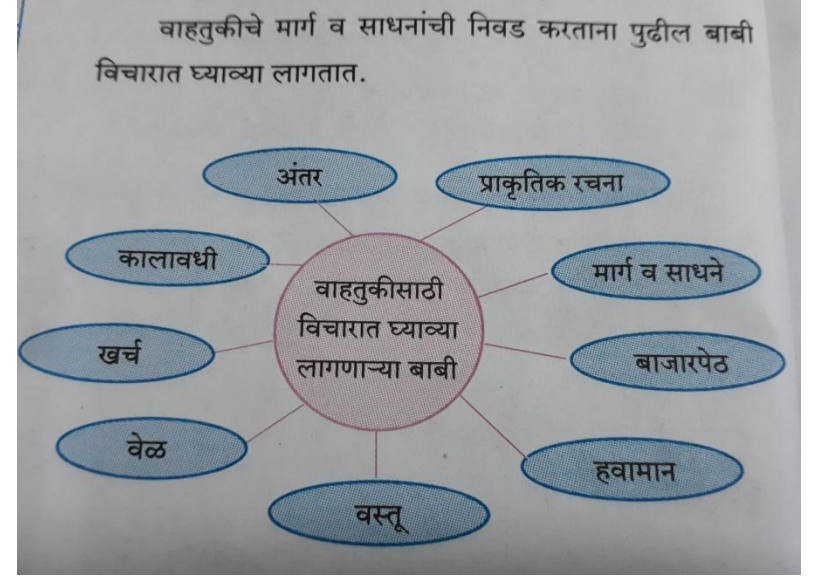 वाहतुकीचे मार्ग व साधनांची निवड करताना पुढील बाबी
विचारात घ्याव्या लागतात.
अंतर
प्राकृतिक रचना
कालावधी
मार्ग व साधने
वाहतुकीसाठी
विचारात घ्याव्या
लागणाऱ्या बाबी
खर्च
बाजारपेठ
वेळ
हवामान
वस्तू